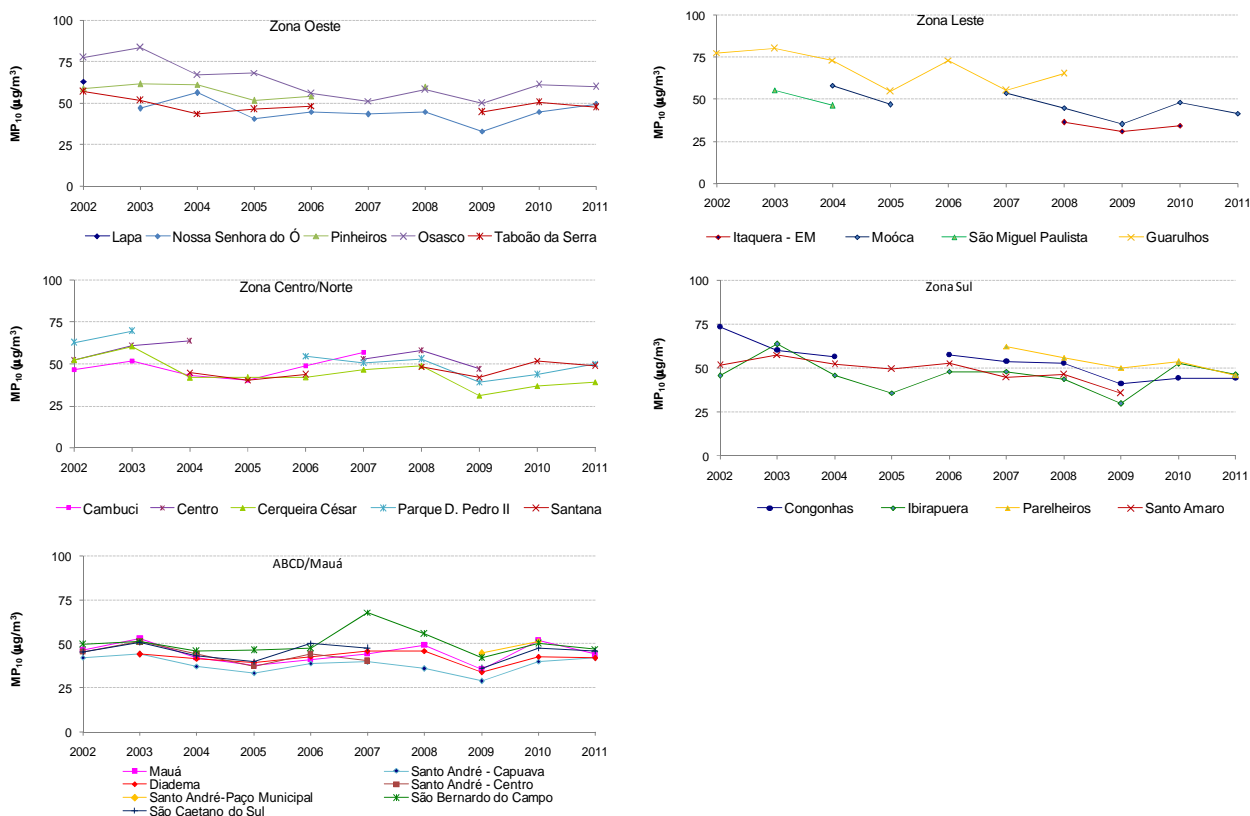 Zona Oeste
MP10 (µg/m³)
100
75
50
25
0
2002 2003 2004 2005 2006 2007 2008 2009 2010 2011
Lapa Nossa Senhora do Ó Pinheiros Osasco Taboão da Serra
Zona Leste
MP10 (µg/m³)
100
75
50
25
0
2002 2003 2004 2005 2006 2007 2008 2009 2010 2011
Itaquera - EM Moóca São Miguel Paulista Guarulhos
Zona Centro/Norte
MP10 (µg/m³)
100
75
50
25
0
2002 2003 2004 2005 2006 2007 2008 2009 2010 2011
Cambuci Centro Cerqueira César Parque D. Pedro II Santana
Zona Sul
MP10 (µg/m³)
100
75
50
25
0
2002 2003 2004 2005 2006 2007 2008 2009 2010 2011
Congonhas Ibirapuera Parelheiros Santo Amaro
ABCD/Mauá
MP10 (µg/m³)
100
75
50
25
0
2002 2003 2004 2005 2006 2007 2008 2009 2010 2011
Mauá Santo André - Capuava
Diadema Santo André - Centro
Santo André-Paço Municipal São Bernardo do Campo
São Caetano do Sul